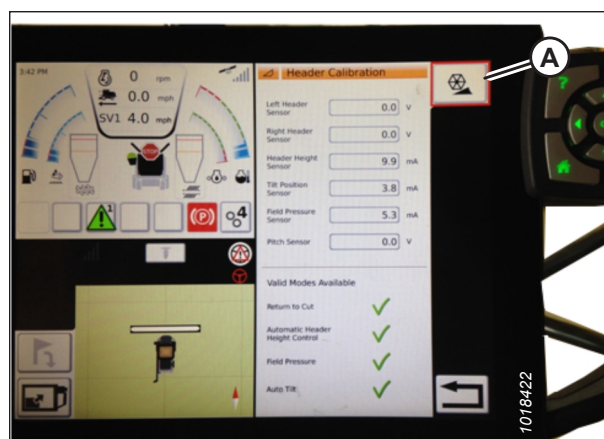 3:42 PM
0 rpm
0.0 mph
SV1 4.0 mph
STOP
1
(P)
4
Header Calibration
Left Header
Sensor
0.0 V
Right Header
Sensor
0.0 V
Header Height
Sensor
9.9 mA
Tilt Position
Sensor
3.8 mA
Field Pressure
Sensor
5.3 mA
Pitch Sensor
0.0 V
Valid Modes Available
Return to Cut
Automatic Header
Height Control
Field Pressure
Auto Tilt
A
?
1018422